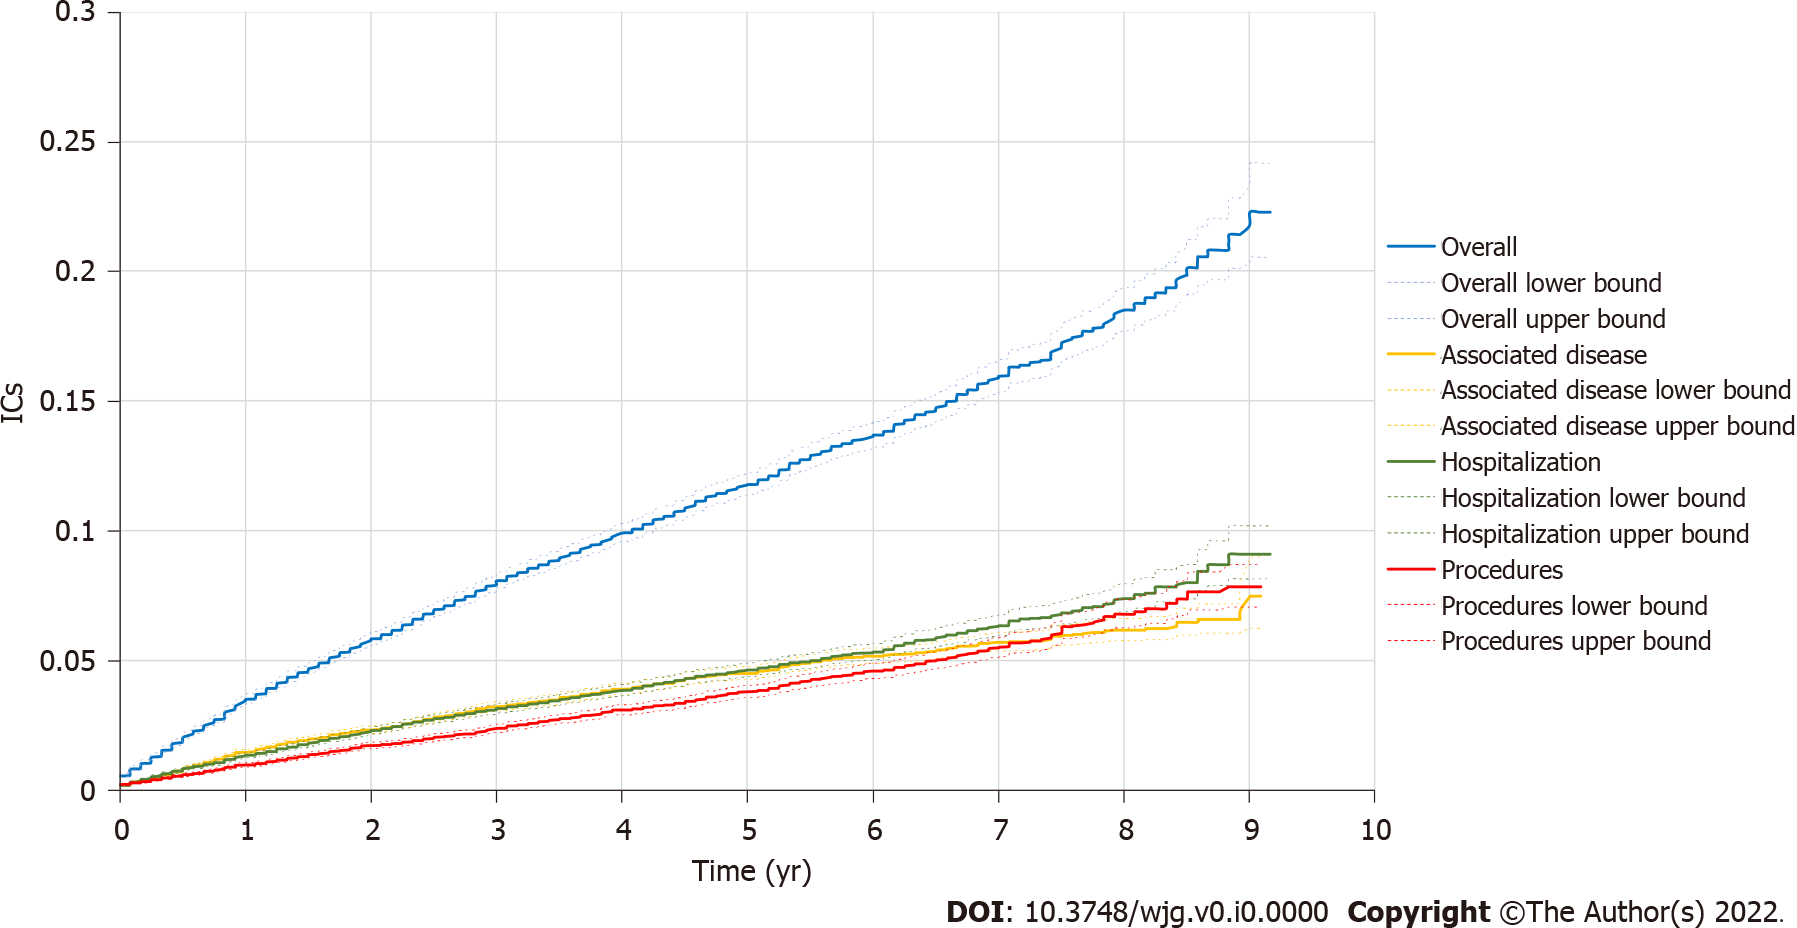 0.3
0.25
0.2
0.15
0.1
0.05
0
ICs
0 1 2 3 4 5 6 7 8 9 10
Time (yr)
Overall
Overall lower bound
Overall upper bound
Associated disease
Associated disease lower bound
Associated disease upper bound
Hospitalization
Hospitalization lower bound
Hospitalization upper bound
Procedures
Procedures lower bound
Procedures upper bound
DOI: 10.3748/wjg.v0.i0.0000 Copyright ©The Author(s) 2022.